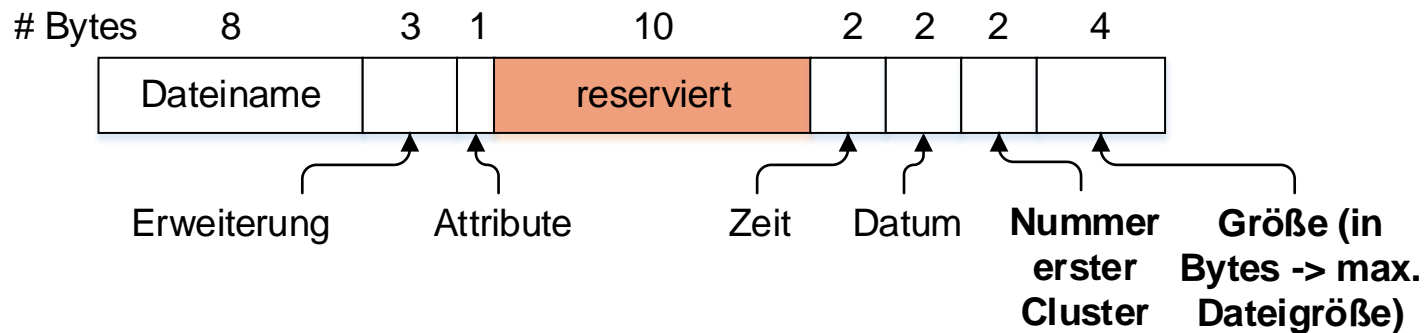 # Bytes 8 3 1 10 2 2 2 4
Dateiname reserviert
Erweiterung Attribute Zeit Datum Nummer Größe (in
erster Bytes -> max.
Cluster Dateigröße)